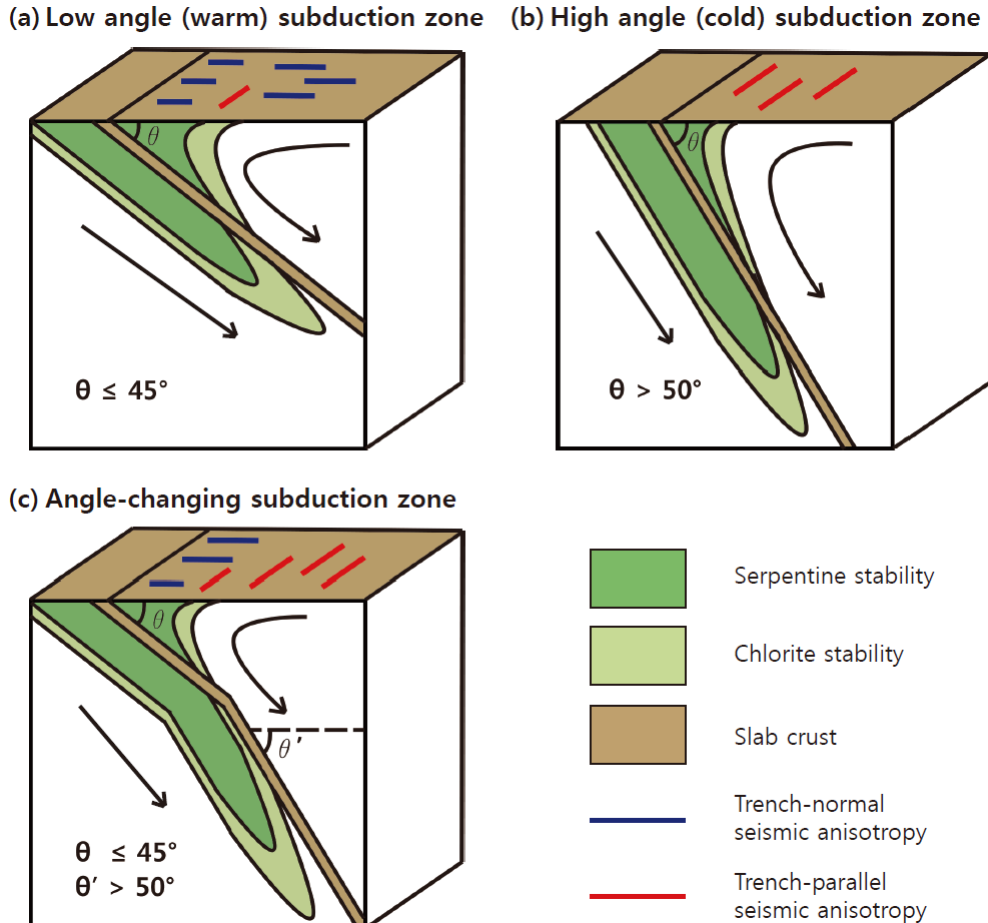 (a) Low angle (warm) subduction zone
(b) High angle (cold) subduction zone
θ
θ ≤ 45°
θ
θ > 50°
(c) Angle-changing subduction zone
θ
θ'
θ ≤ 45°
θ' > 50°
Serpentine stability
Chlorite stability
Slab crust
Trench-normal
seismic anisotropy
Trench-parallel
seismic anisotropy